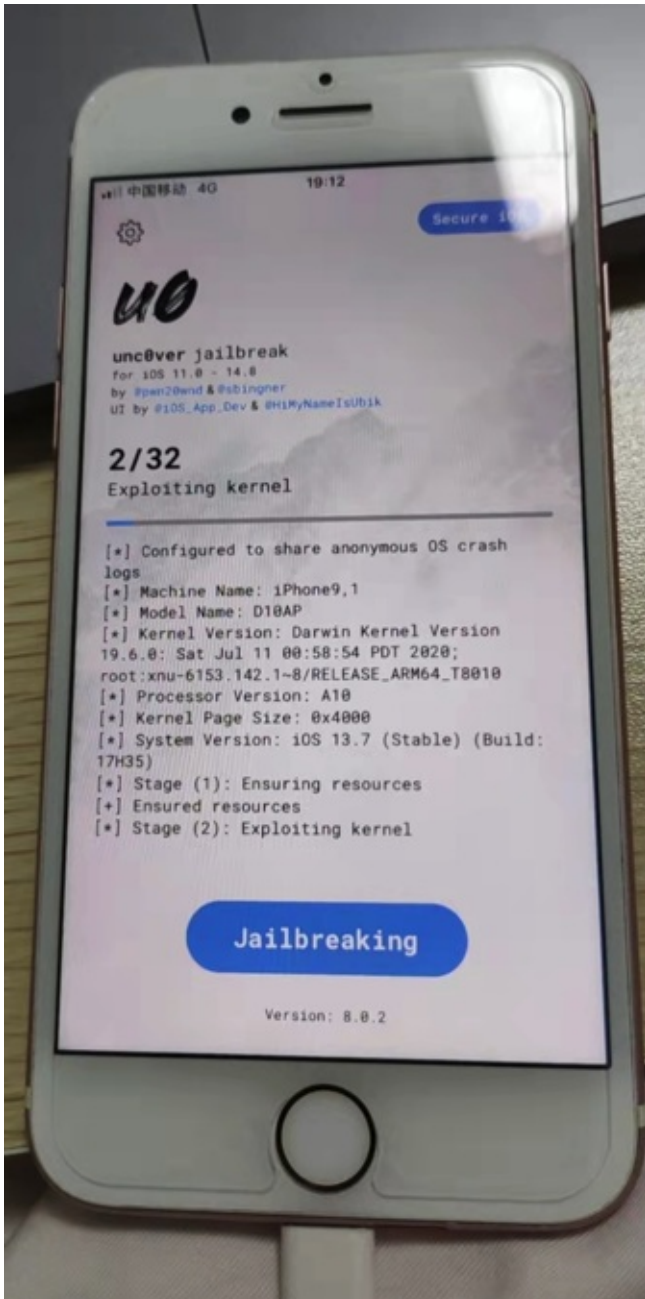 中国移动 4G 19:12
Secure iOS
u0
unc0ver jailbreak
for iOS 11.0 - 14.8
by @pwn20wnd & @sbingner
UI by @iOS_App_Dev & @HiMyNameIsUbik
2/32
Exploiting kernel
[*] Configured to share anonymous OS crash
logs
[*] Machine Name: iPhone9,1
[*] Model Name: D10AP
[*] Kernel Version: Darwin Kernel Version
19.6.0: Sat Jul 11 00:58:54 PDT 2020;
root:xnu-6153.142.1~8/RELEASE_ARM64_T8010
[*] Processor Version: A10
[*] Kernel Page Size: 0x4000
[*] System Version: iOS 13.7 (Stable) (Build:
17H35)
[*] Stage (1): Ensuring resources
[+] Ensured resources
[*] Stage (2): Exploiting kernel
Jailbreaking
Version: 8.0.2